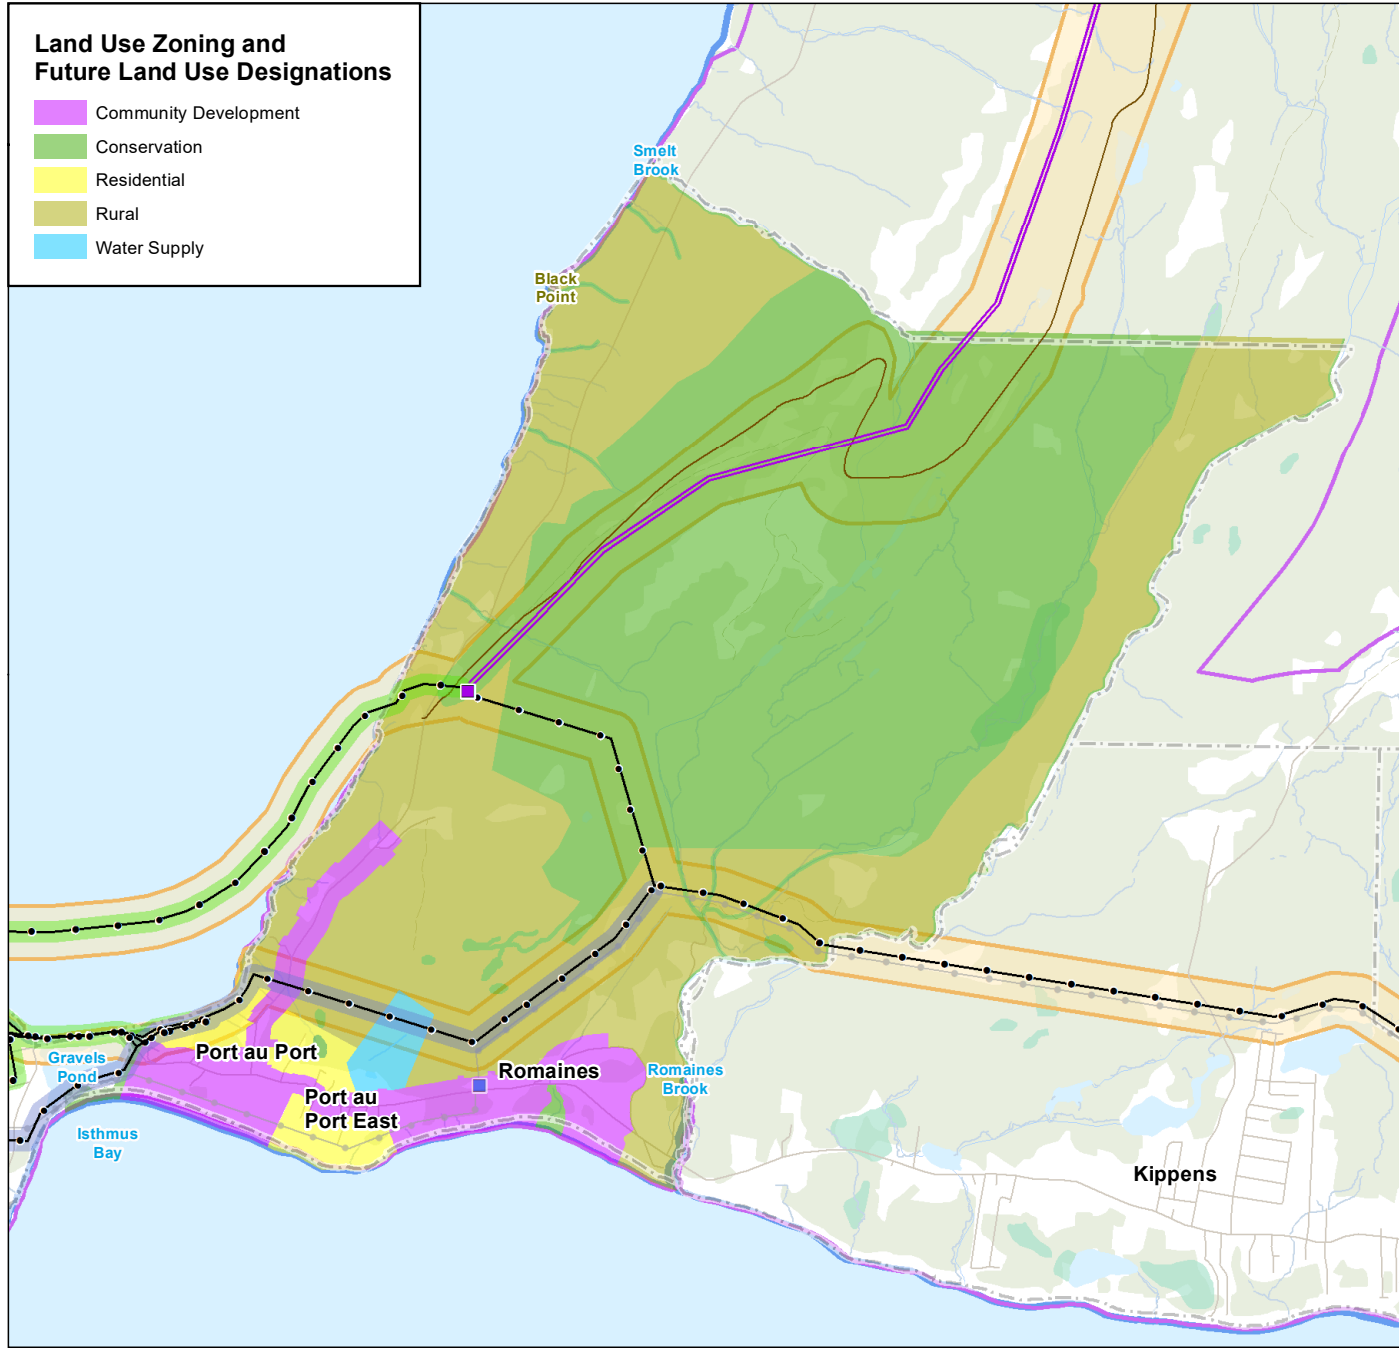 Land Use Zoning and
Future Land Use Designations
Community Development
Conservation
Residential
Rural
Water Supply
Smelt
Brook
Black
Point
Gravels
Pond
Port au Port
Port au
Port East
Romaines
Romaines
Brook
Isthmus
Bay
Kippens